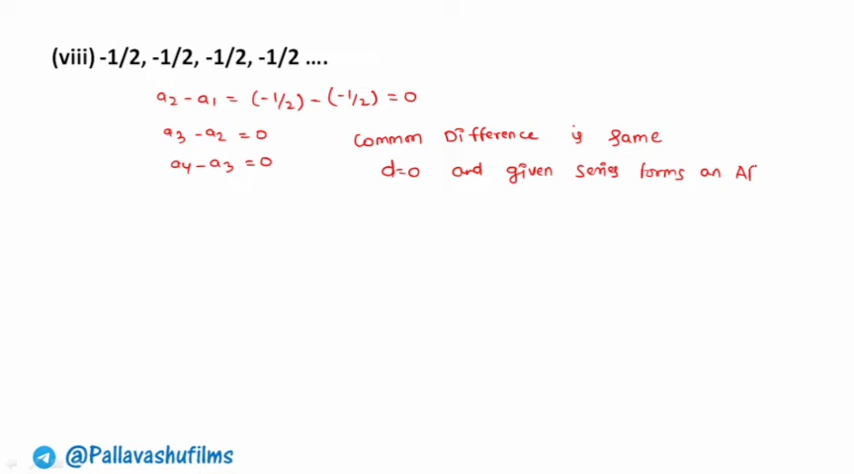 (viii) -1/2, -1/2, -1/2, -1/2 ....
a2 - a1 = (-1/2) - (-1/2) = 0
a3 - a2 = 0
Common Difference is same
a4 - a3 = 0
d=0 and given series forms an AP
@Pallavashufilms